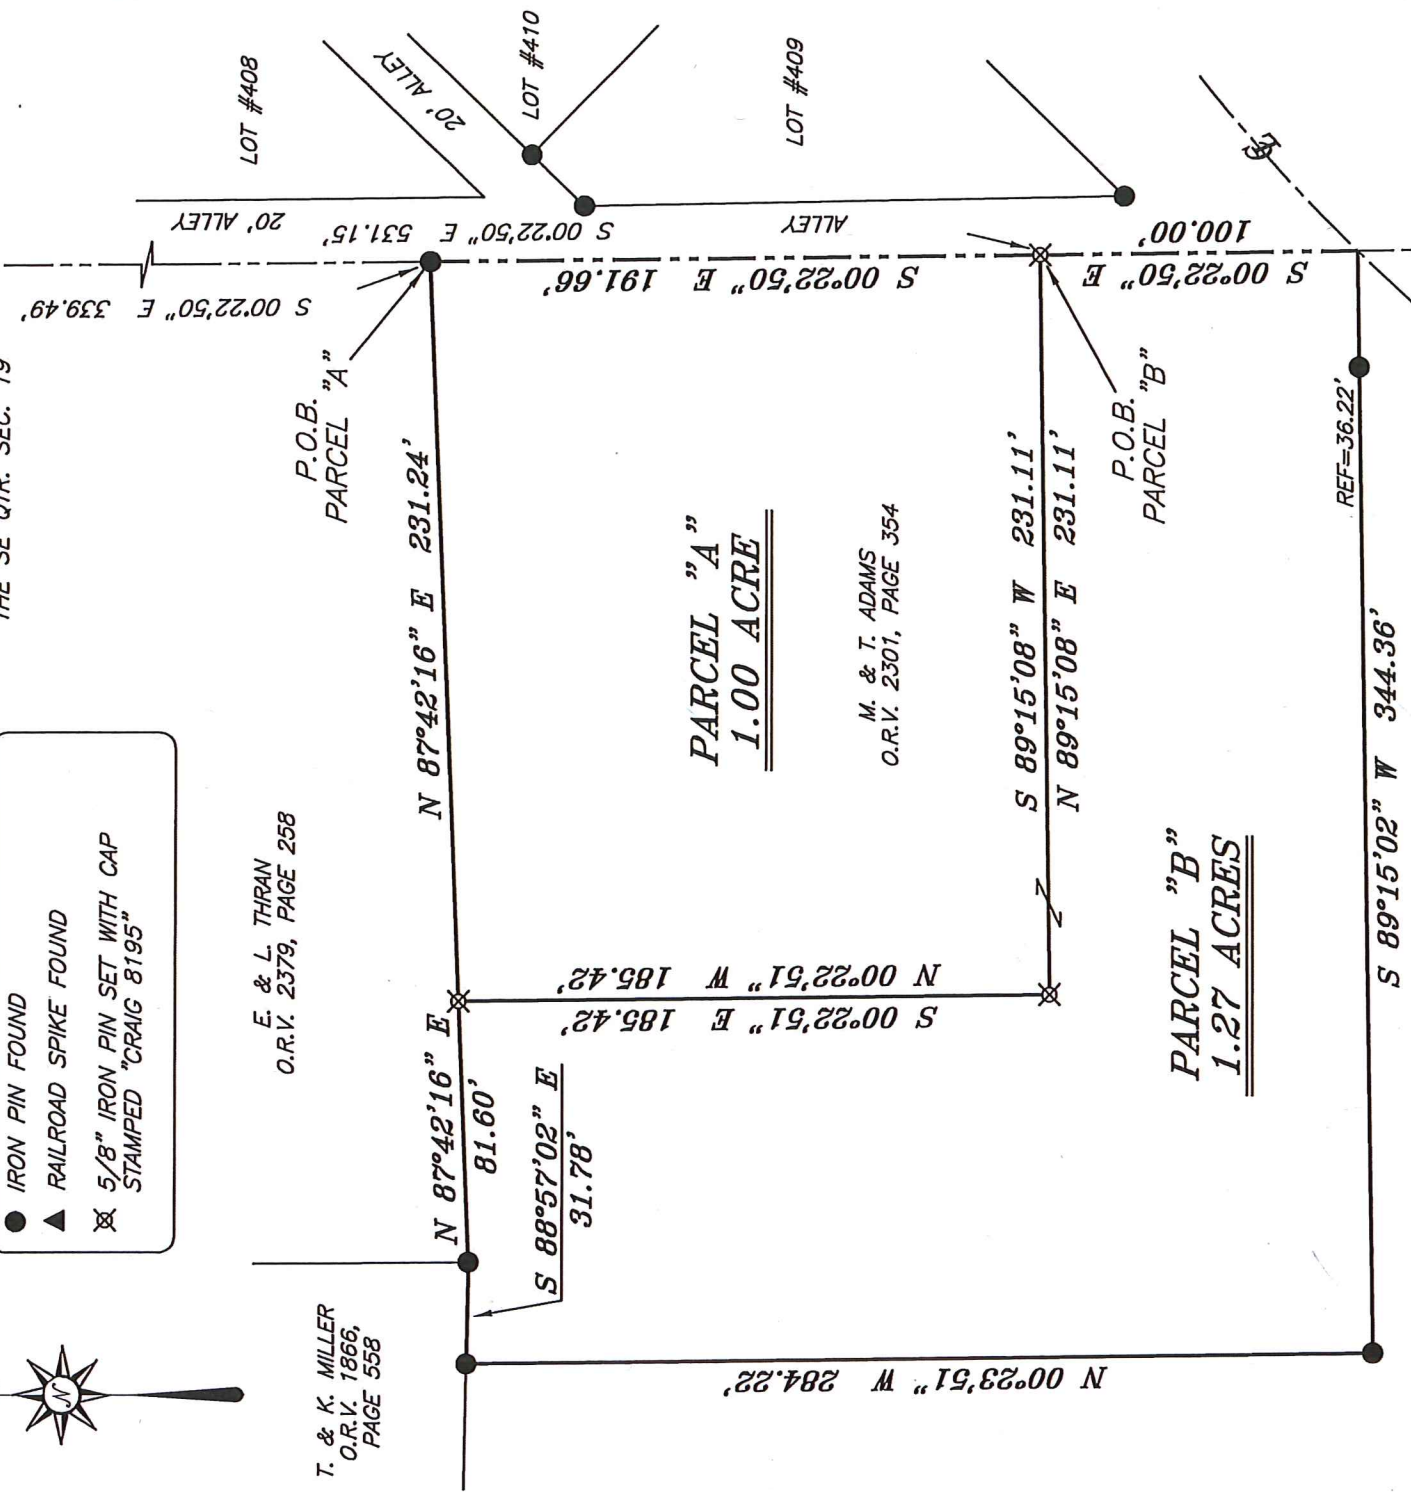 THE SE QTR. SEC. 19
IRON PIN FOUND
RAILROAD SPIKE FOUND
5/8" IRON PIN SET WITH CAP
STAMPED "CRAIG 8195"
N
T. & K. MILLER
O.R.V. 1866,
PAGE 558
E. & L. THRAN
O.R.V. 2379, PAGE 258
S 00°22'50" E 339.49'
20' ALLEY
LOT #408
20' ALLEY
LOT #410
LOT #409
S 00°22'50" E 531.15'
ALLEY
P.O.B.
PARCEL "A"
N 87°42'16" E 231.24'
N 87°42'16" E
81.60'
S 88°57'02" E
31.78'
S 00°22'50" E 191.66'
PARCEL "A"
1.00 ACRE
M. & T. ADAMS
O.R.V. 2301, PAGE 354
N 00°22'51" W 185.42'
S 00°22'51" E 185.42'
S 89°15'08" W 231.11'
N 89°15'08" E 231.11'
P.O.B.
PARCEL "B"
100.00'
S 00°22'50" E
CL
PARCEL "B"
1.27 ACRES
N 00°23'51" W 284.22'
REF=36.22'
S 89°15'02" W 344.36'